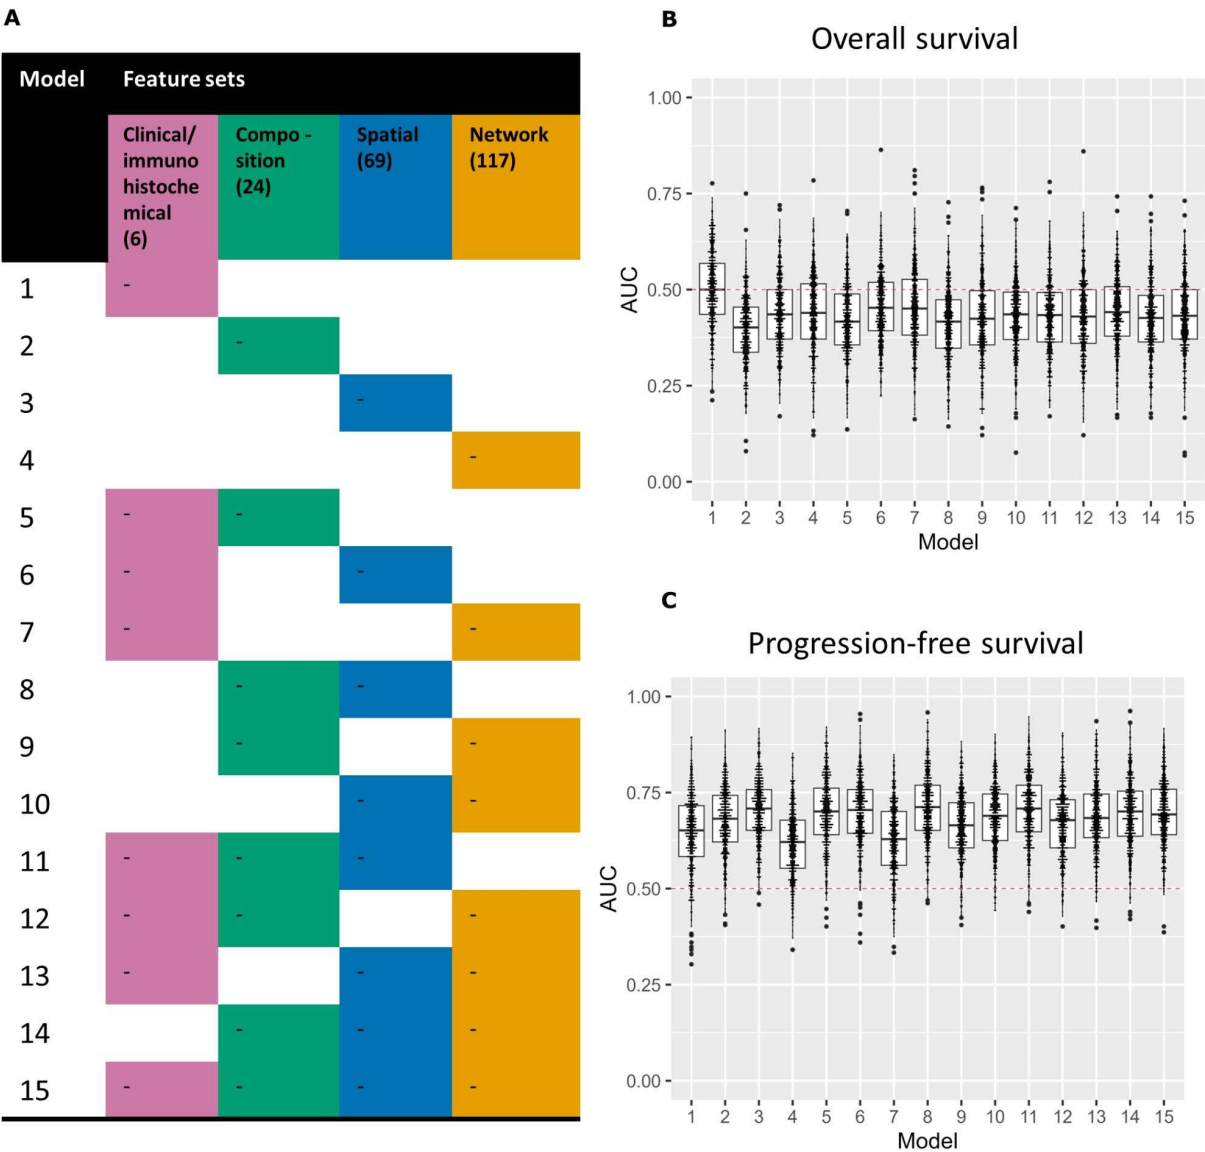 A
Model Feature sets
Clinical/
immuno
histoche
mical
(6)
Compo -
sition
(24)
Spatial
(69)
Network
(117)
1 -
2 -
3 -
4 -
5 - -
6 - -
7 - -
8 - -
9 - -
10 - -
11 - - -
12 - - -
13 - - -
14 - - -
15 - - - -
B
Overall survival
1.00
0.75
0.50
0.25
0.00
AUC
1 2 3 4 5 6 7 8 9 10 11 12 13 14 15
Model
C
Progression-free survival
1.00
0.75
0.50
0.25
0.00
AUC
1 2 3 4 5 6 7 8 9 10 11 12 13 14 15
Model